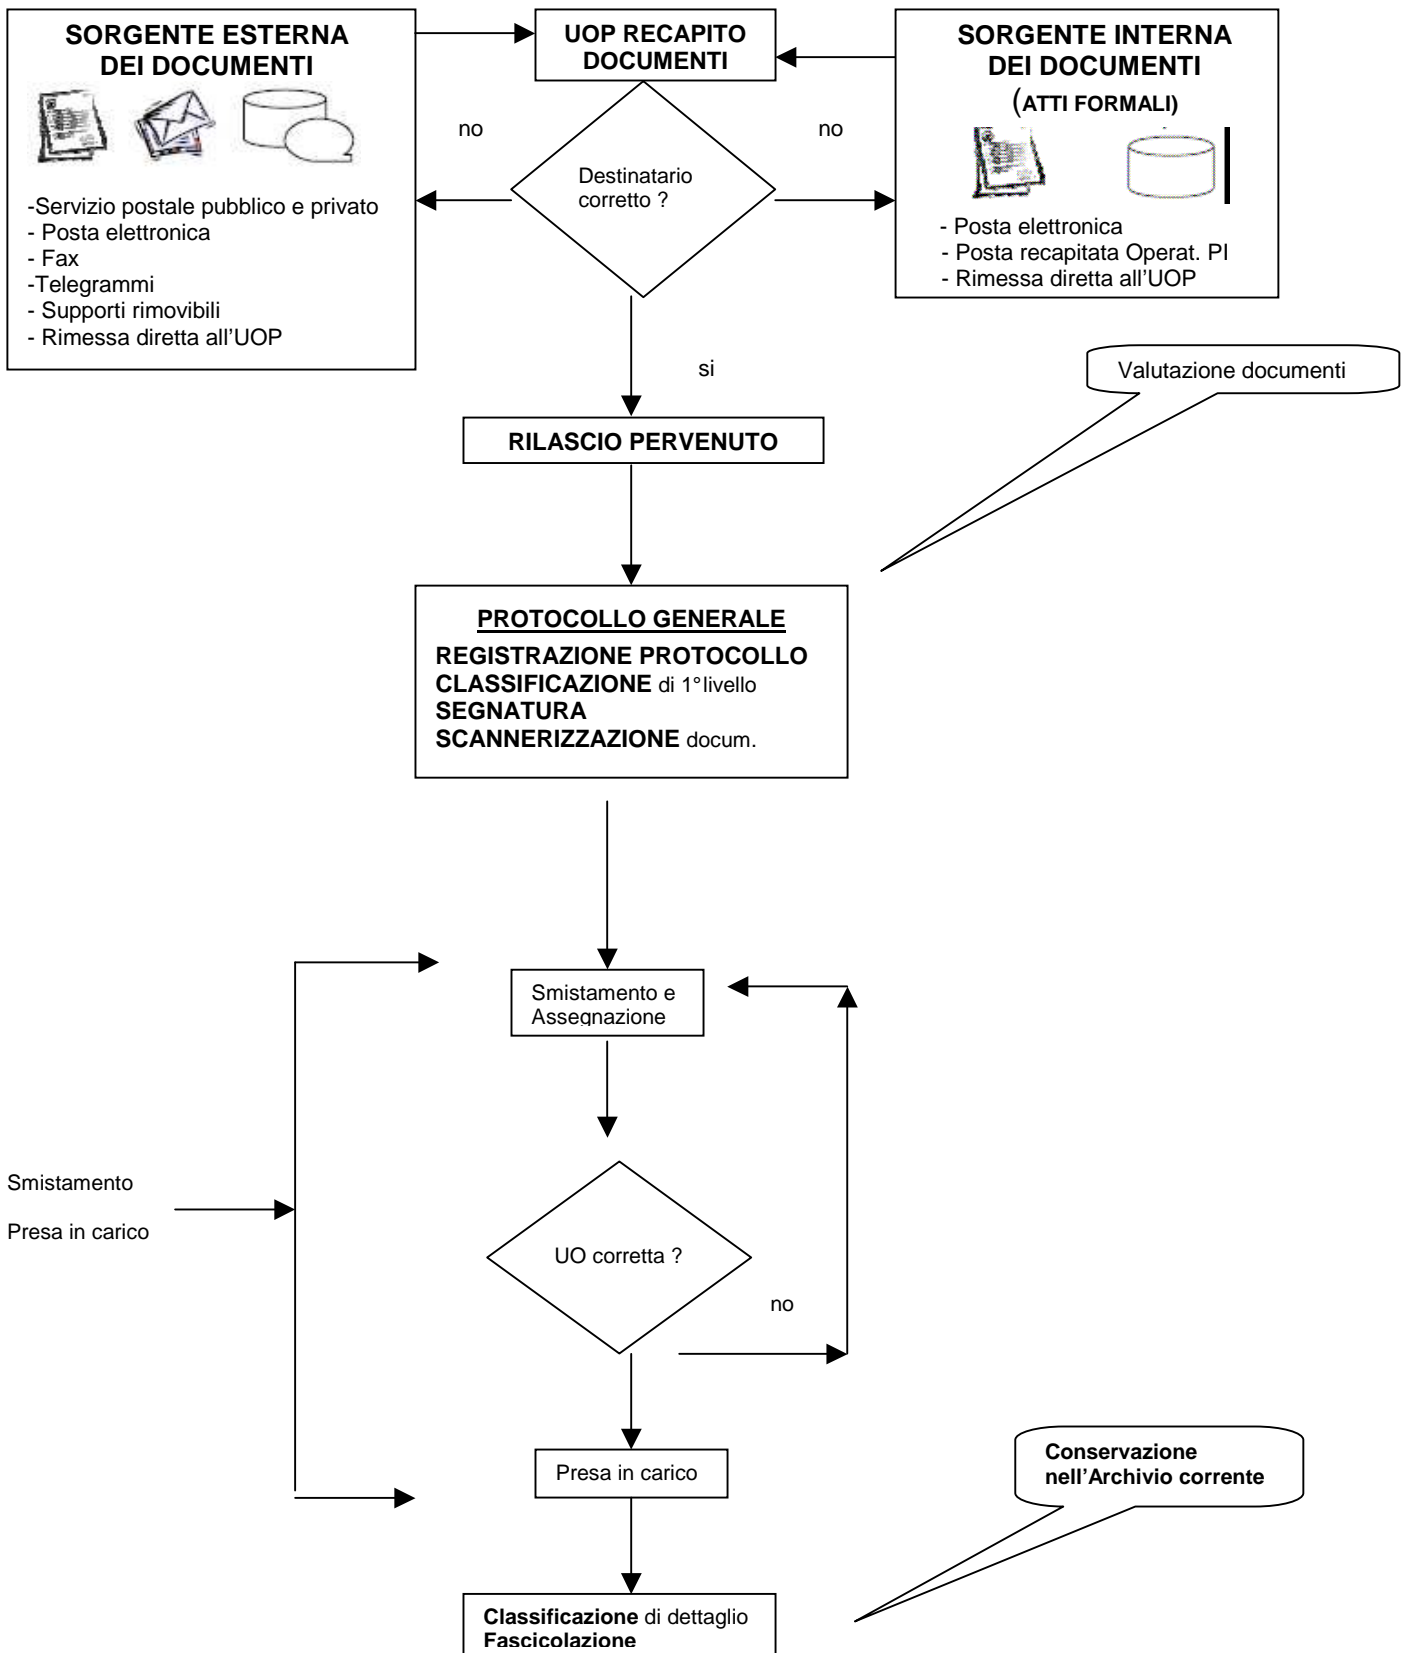 SORGENTE ESTERNA
DEI DOCUMENTI
-Servizio postale pubblico e privato
- Posta elettronica
- Fax
-Telegrammi
- Supporti rimovibili
- Rimessa diretta all’UOP
UOP RECAPITO
DOCUMENTI
SORGENTE INTERNA
DEI DOCUMENTI
(ATTI FORMALI)
- Posta elettronica
- Posta recapitata Operat. PI
- Rimessa diretta all’UOP
no
no
Destinatario
corretto ?
si
Valutazione documenti
RILASCIO PERVENUTO
PROTOCOLLO GENERALE
REGISTRAZIONE PROTOCOLLO
CLASSIFICAZIONE di 1° livello
SEGNATURA
SCANNERIZZAZIONE docum.
Smistamento e
Assegnazione
Smistamento
Presa in carico
UO corretta ?
no
Presa in carico
Conservazione
nell’Archivio corrente
Classificazione di dettaglio
Fascicolazione